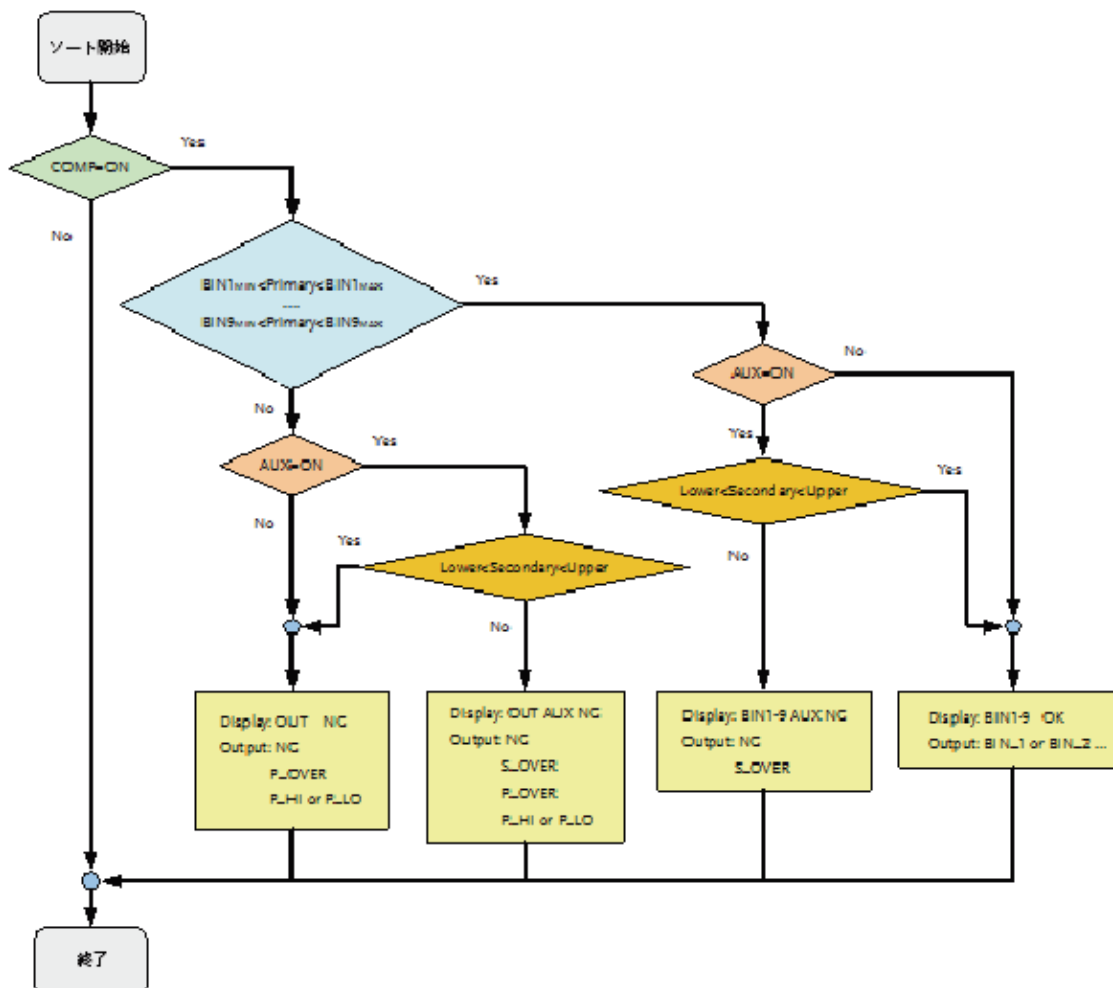 ソート開始
COMP=ON
Yes
No
BIN1MIN<Primary<BIN1MAX
----
BIN9MIN<Primary<BIN9MAX
Yes
No
AUX=ON
No
Yes
AUX=ON
Yes
No
Lower<Secondary<Upper
Yes
No
Lower<Secondary<Upper
Yes
No
Display: OUT NG
Output: NG
P_OVER
P_HI or P_LO
Display: OUT AUX NG
Output: NG
S_OVER
P_OVER
P_HI or P_LO
Display: BIN1-9 AUX NG
Output: NG
S_OVER
Display: BIN1-9 OK
Output: BIN_1 or BIN_2 ...
終了